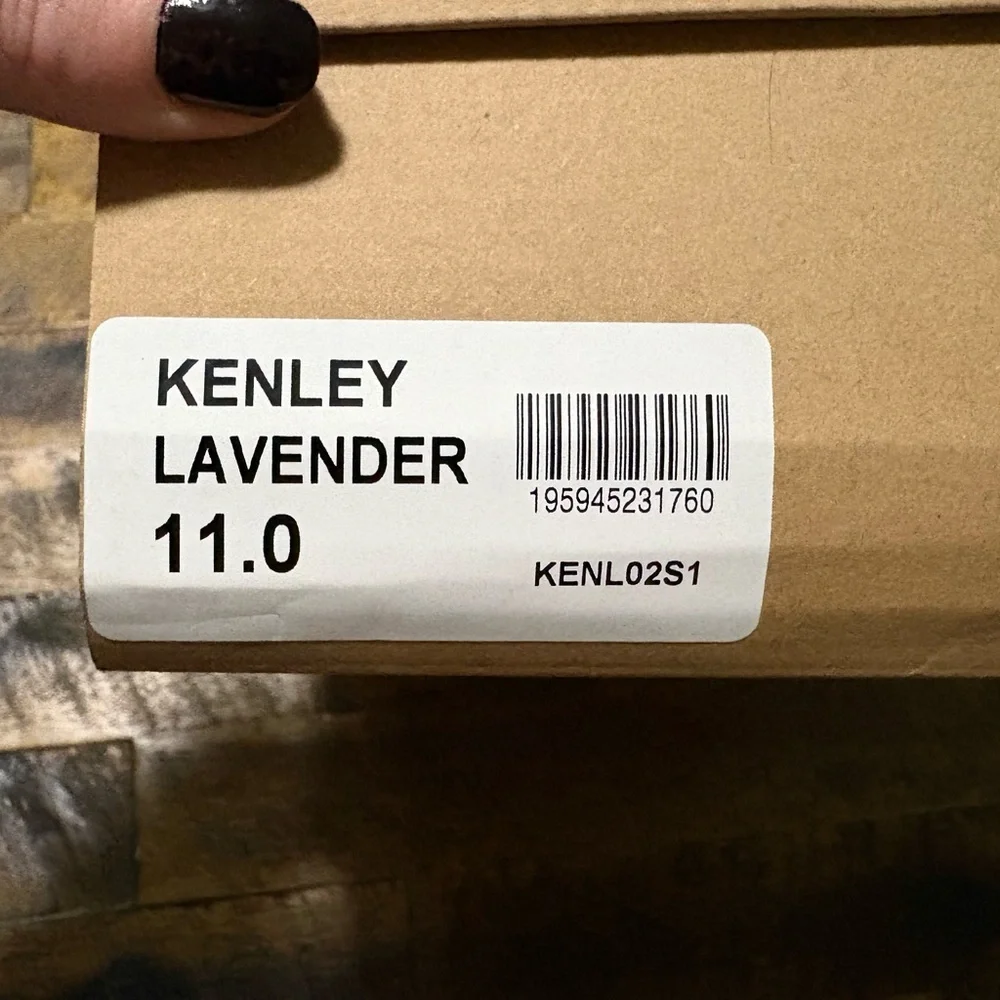 KENLEY
LAVENDER
11.0
195945231760
KENL02S1